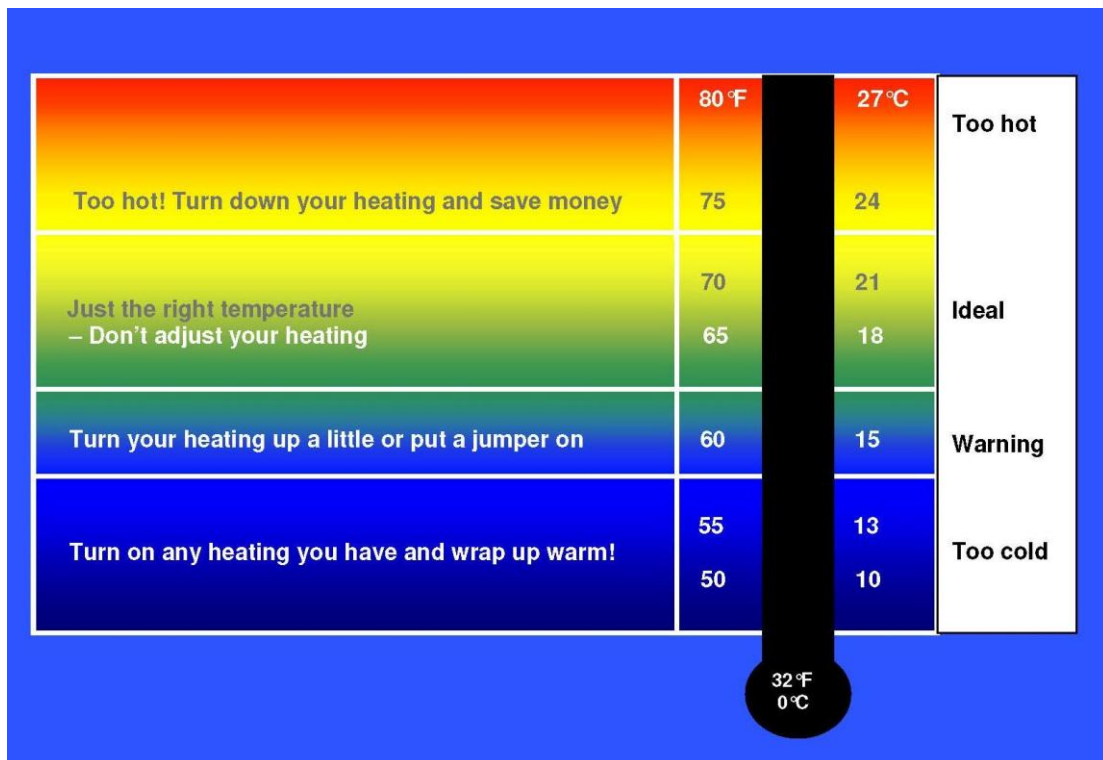 80°F 27°C
Too hot
Too hot! Turn down your heating and save money 75 24
70 21
Just the right temperature
Ideal
– Don’t adjust your heating 65 18
Turn your heating up a little or put a jumper on 60 15 Warning
55 13
Turn on any heating you have and wrap up warm! Too cold
50 10
32°F
0°C